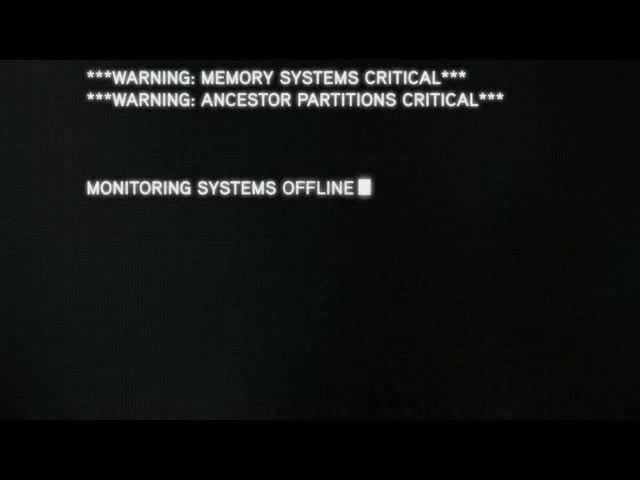 ***WARNING: MEMORY SYSTEMS CRITICAL***
***WARNING: ANCESTOR PARTITIONS CRITICAL***
MONITORING SYSTEMS OFFLINE